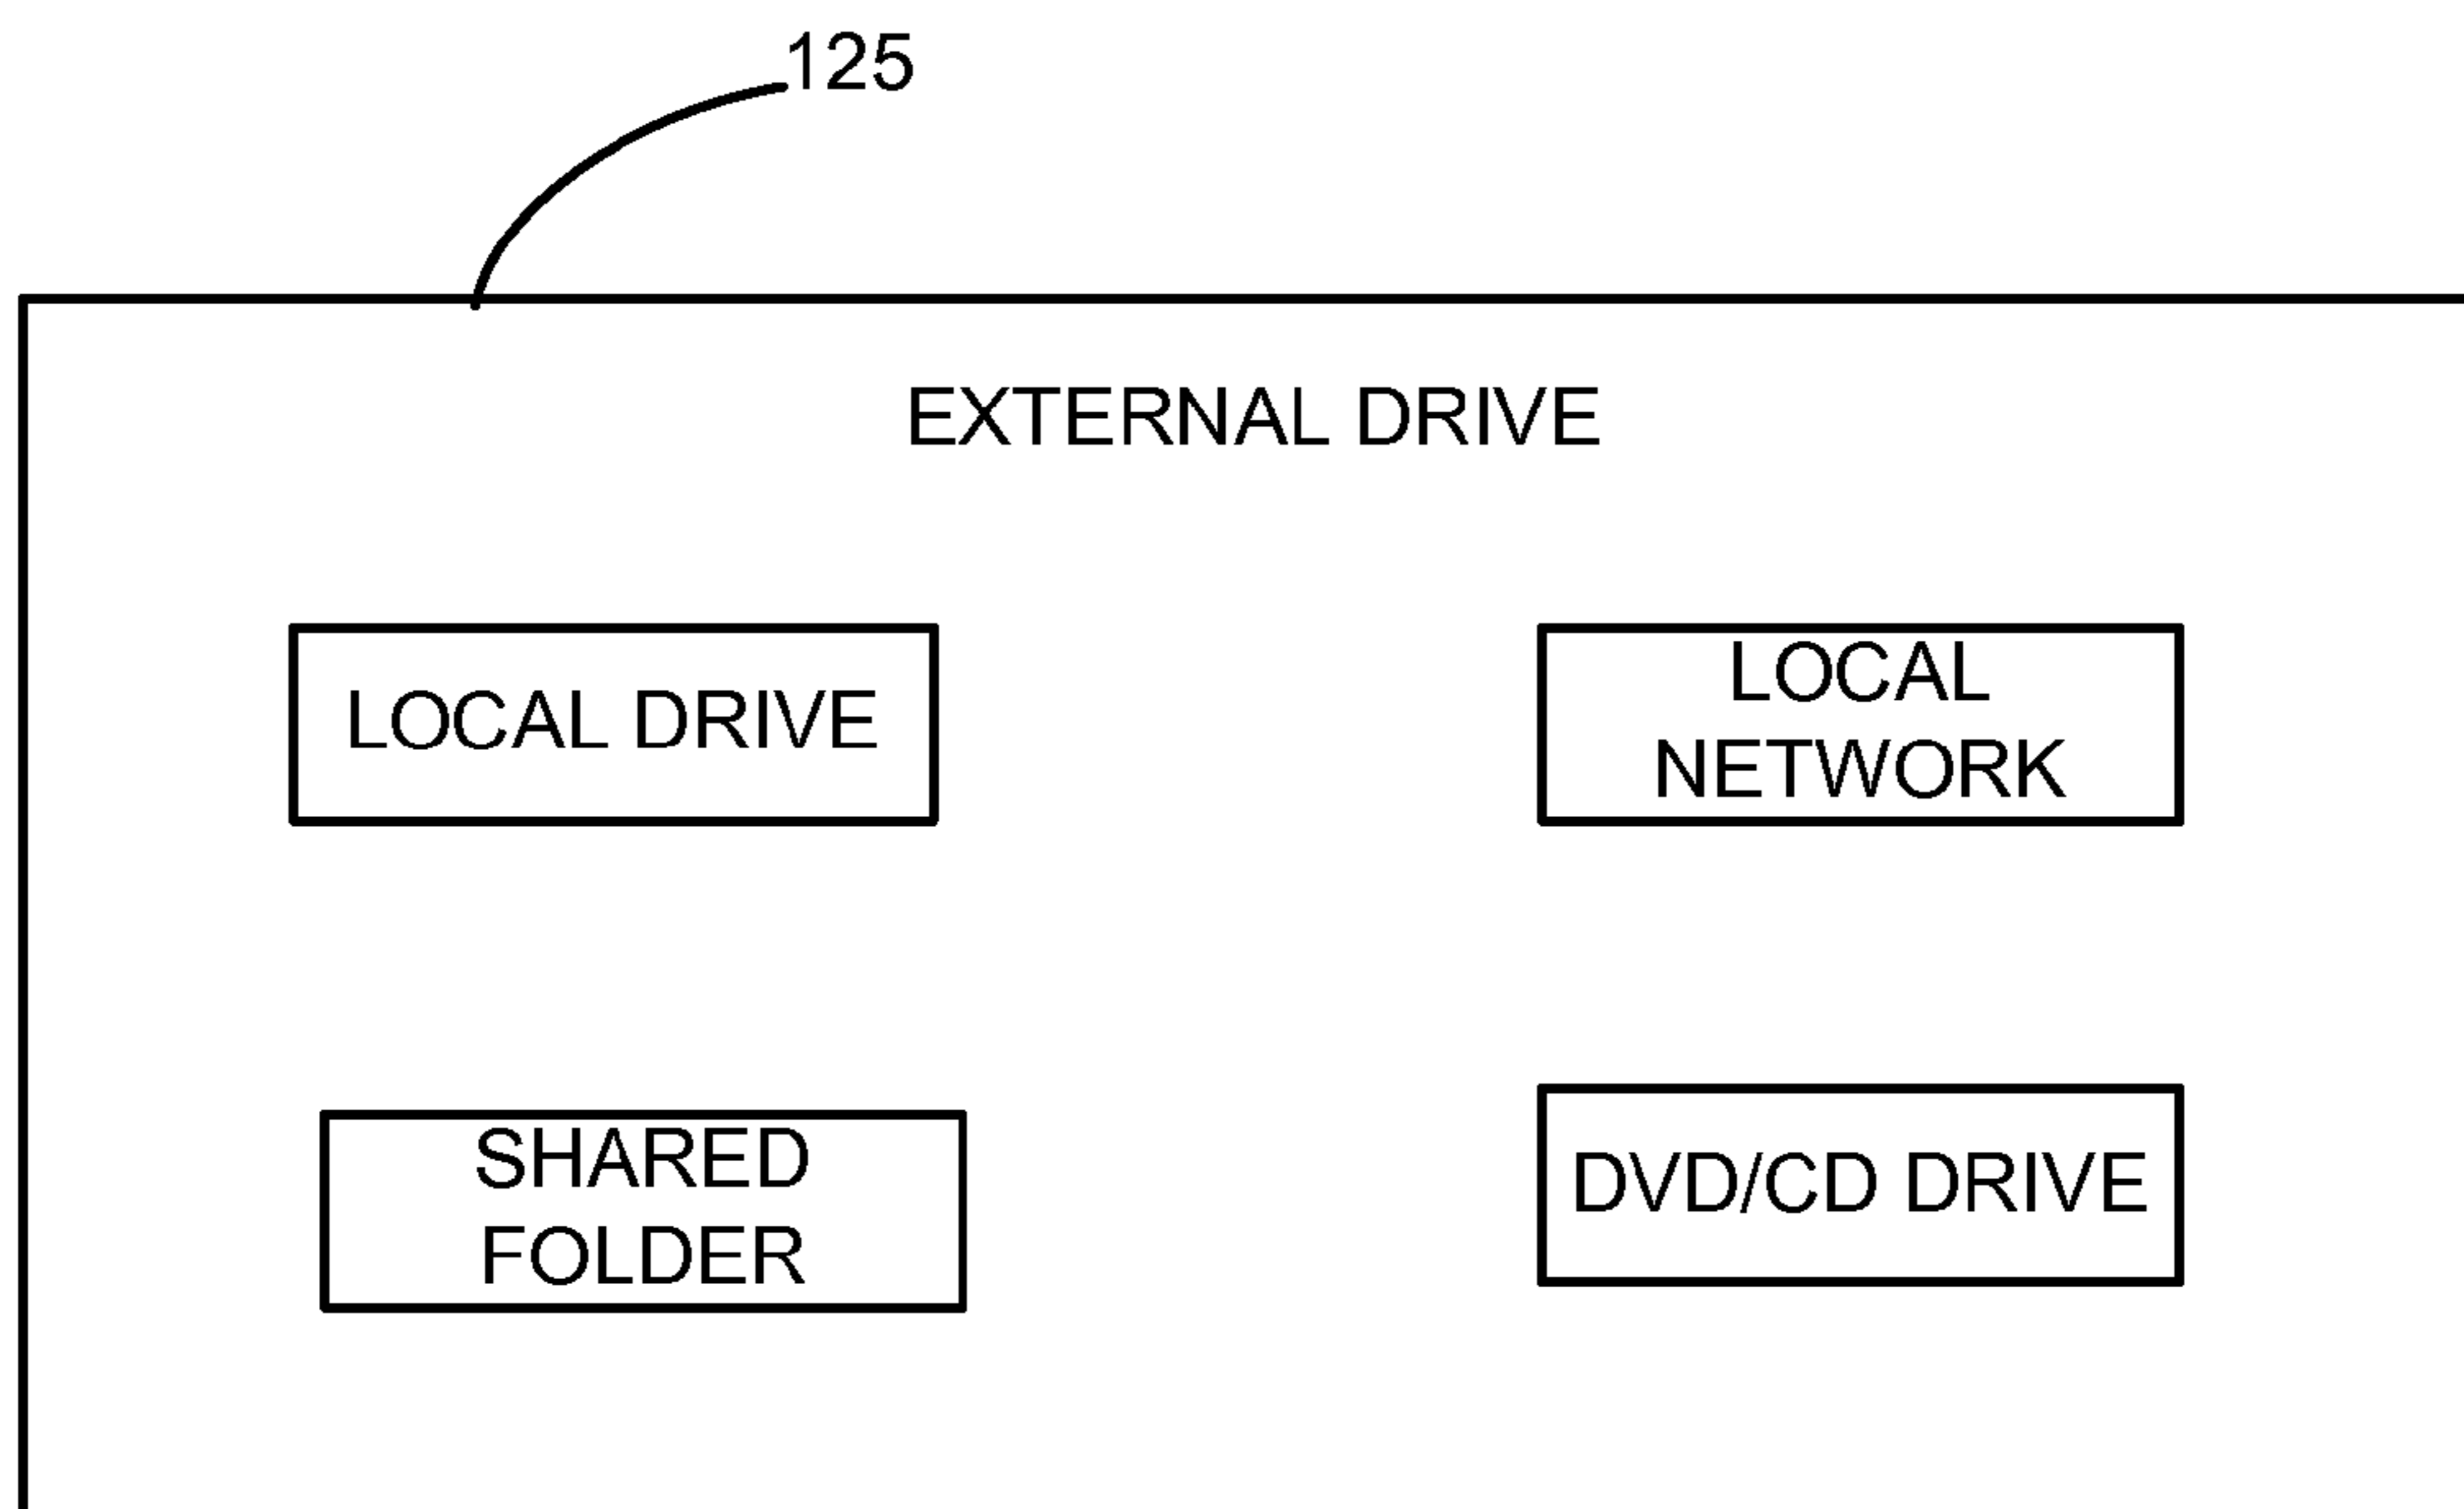 125
EXTERNAL DRIVE
LOCAL DRIVE
LOCAL
NETWORK
SHARED
FOLDER
DVD/CD DRIVE